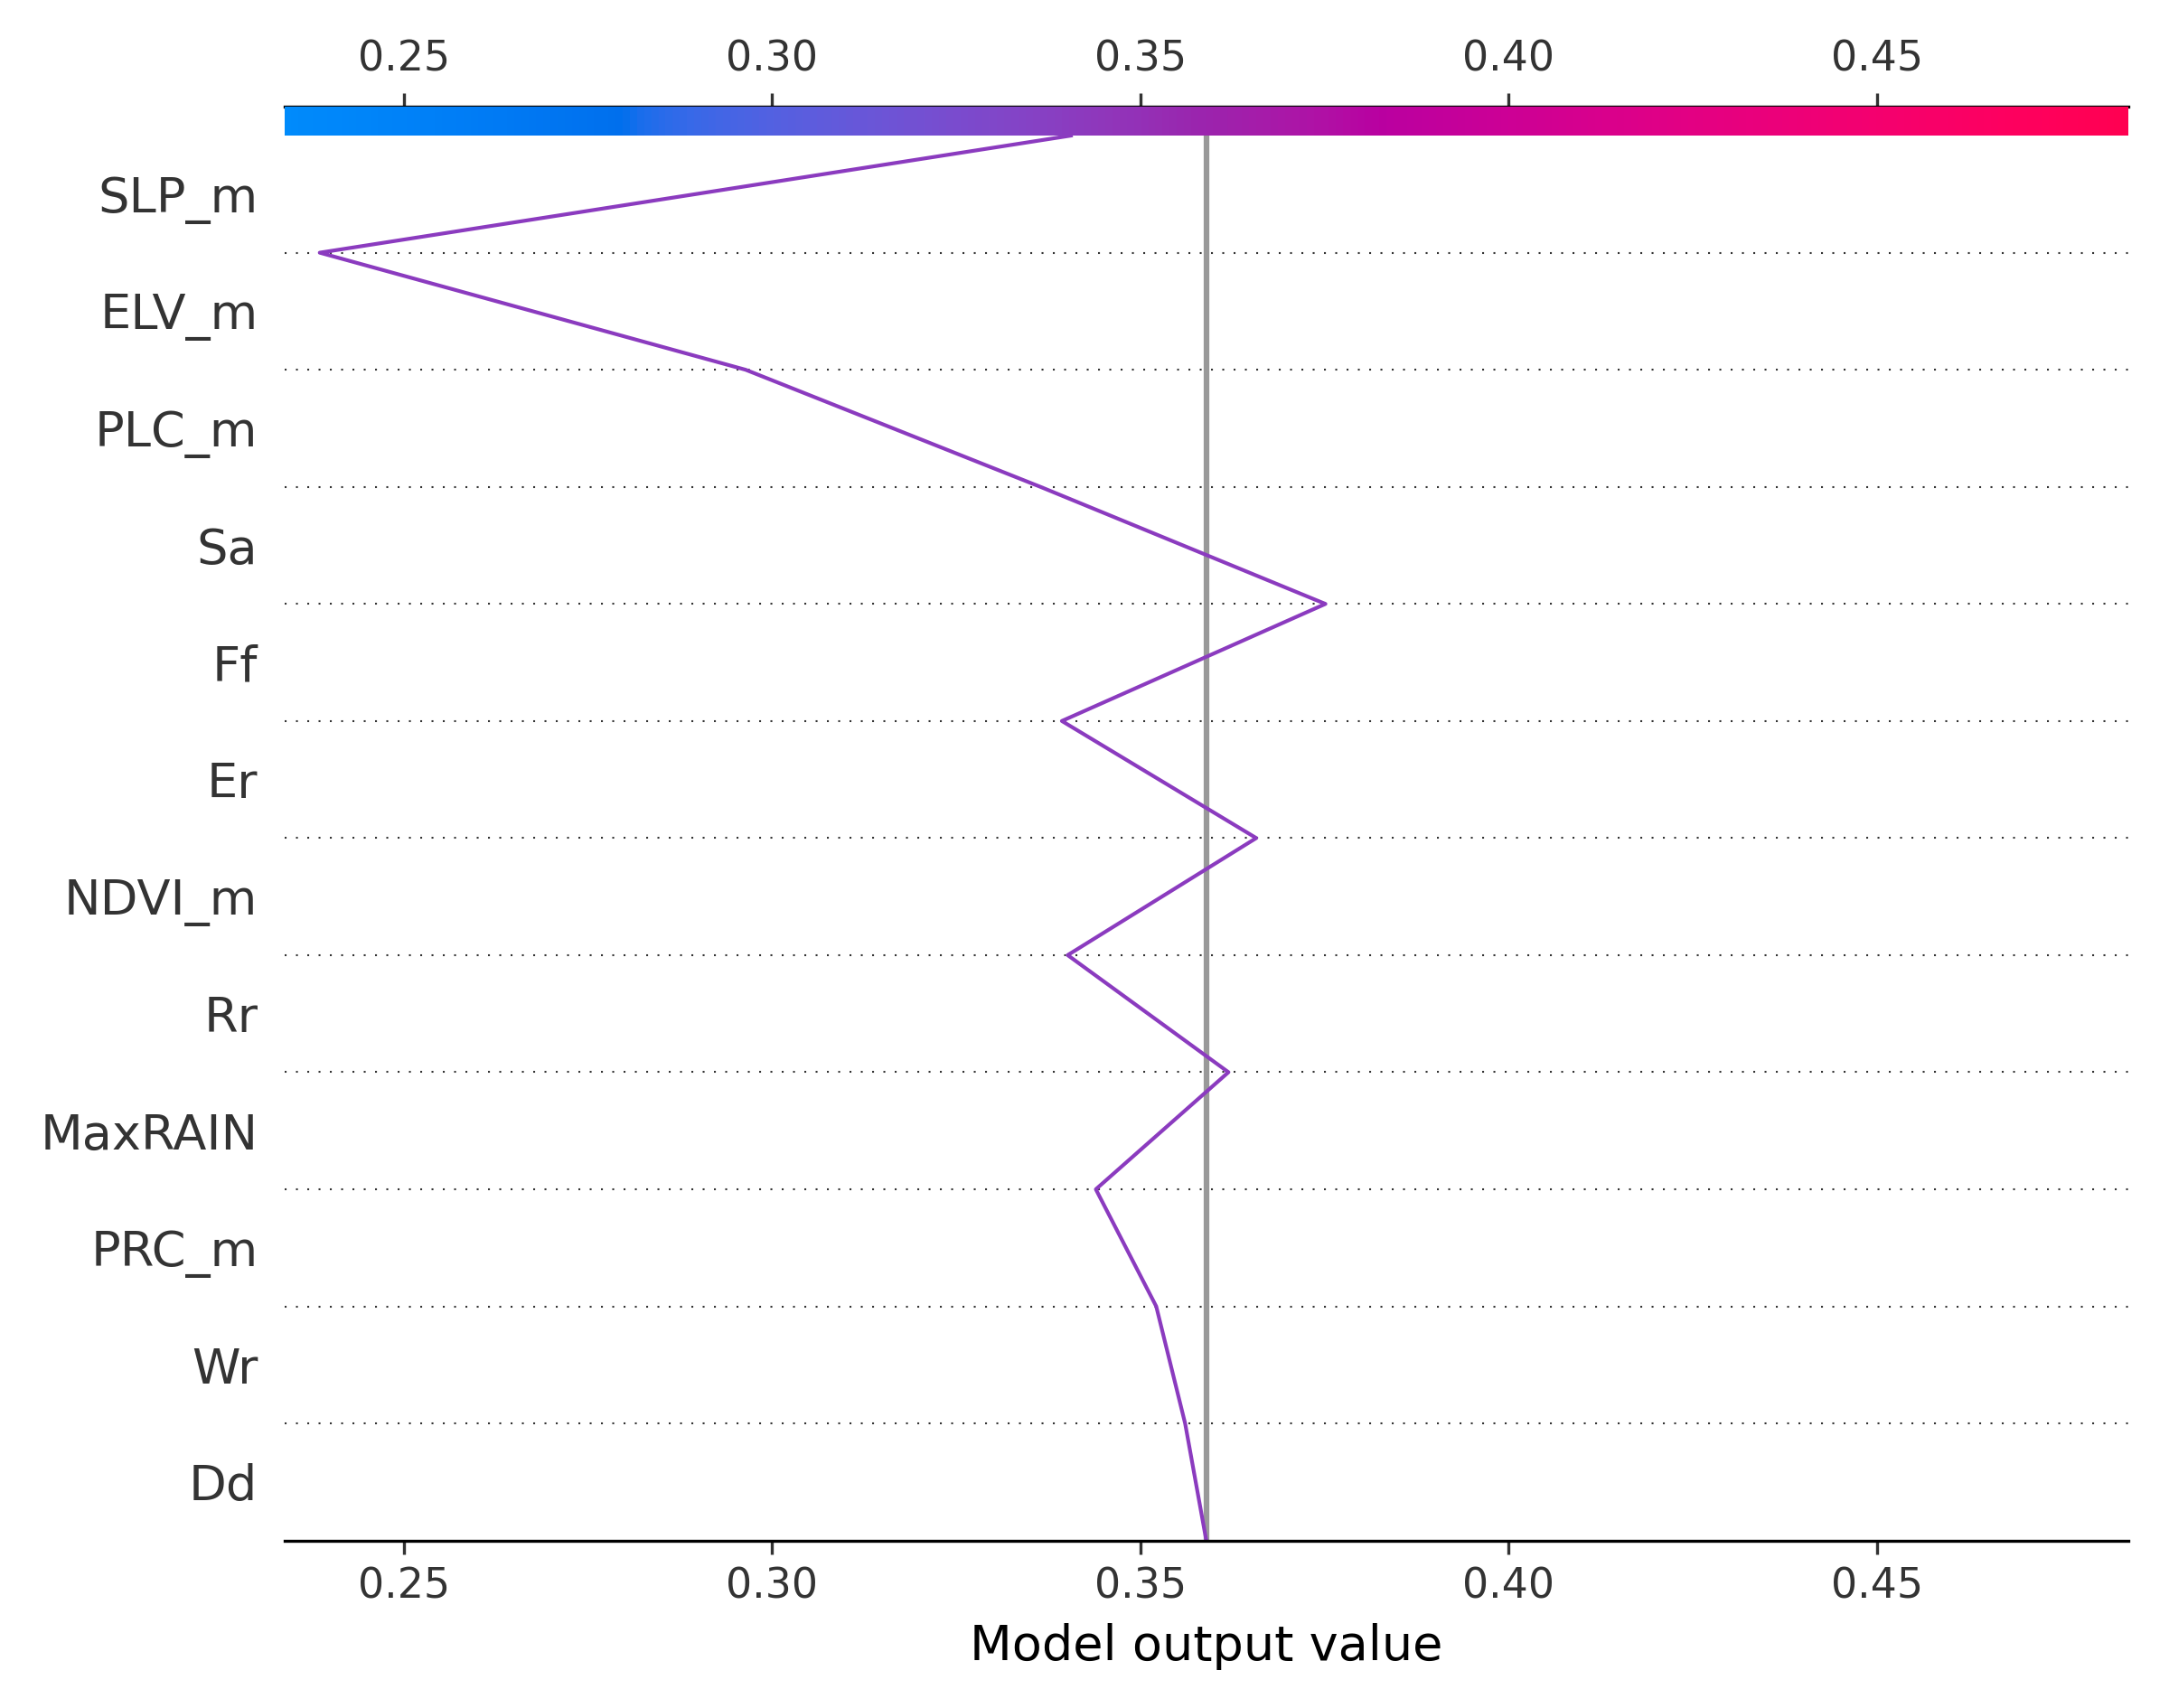 0.25 0.30 0.35 0.40 0.45
SLP_m
ELV_m
PLC_m
Sa
Ff
Er
NDVI_m
Rr
MaxRAIN
PRC_m
Wr
Dd
0.25 0.30 0.35 0.40 0.45
Model output value